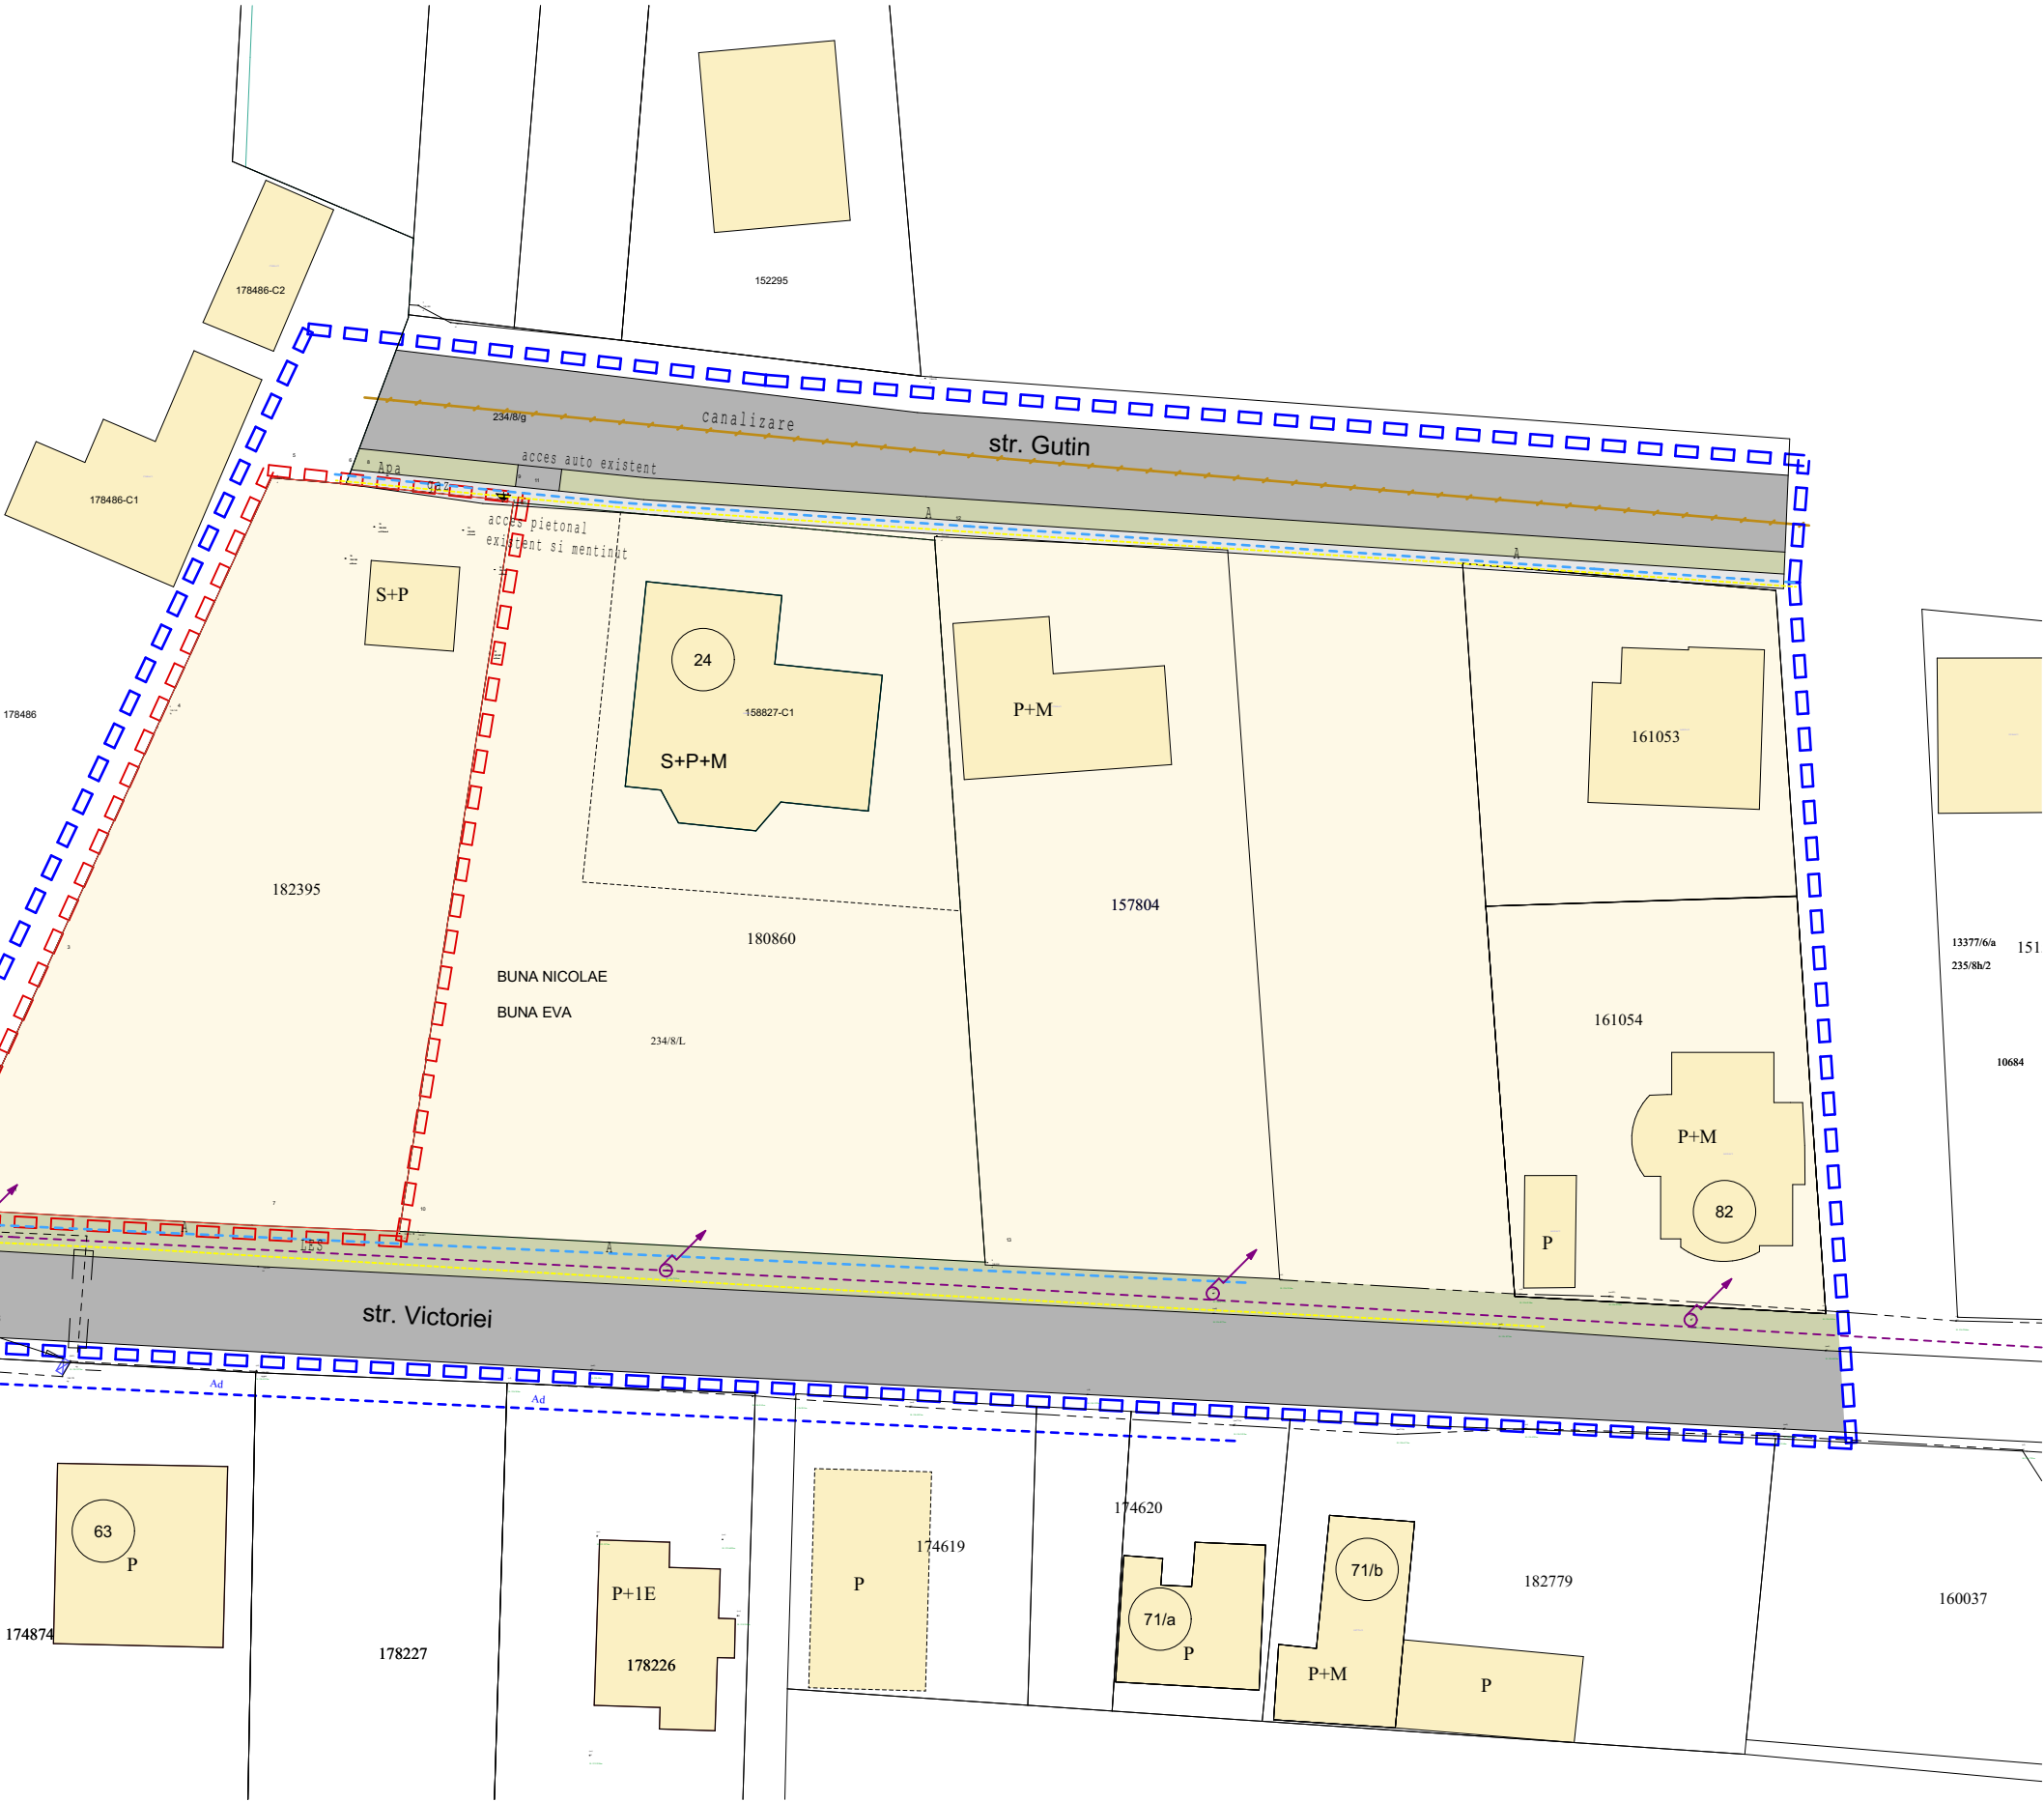 152295
178486-C2
234/8/g
canalizare
str. Gutin
acces auto existent
Apa
gaz
178486-C1
A
acces pietonal
existent si mentinut
A
S+P
24
178486
158827-C1
P+M
161053
S+P+M
182395
157804
180860
13377/6/a
151
235/8h/2
BUNA NICOLAE
BUNA EVA
161054
234/8/L
10684
P+M
82
P
LES
A
str. Victoriei
Ad
Ad
174620
63
P
174619
71/b
P
P+1E
182779
160037
71/a
174874
178227
178226
P
P+M
P